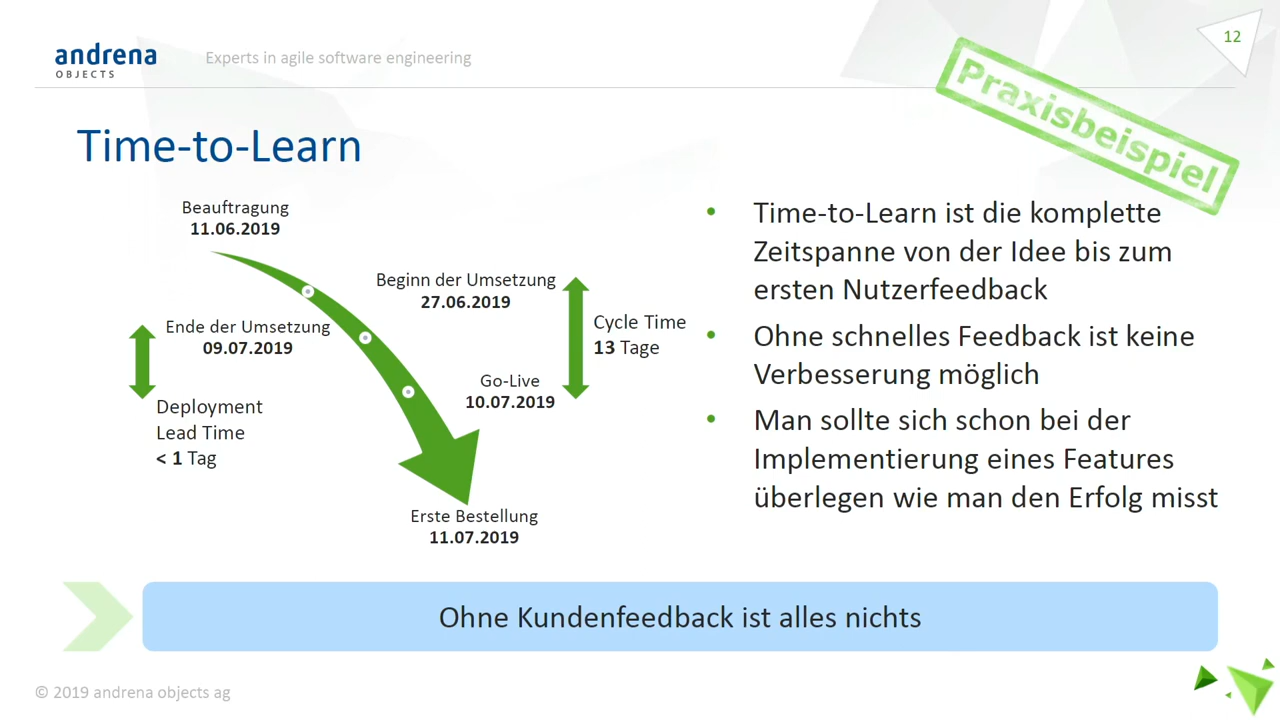 andrena
OBJECTS
Experts in agile software engineering
12
Praxisbeispiel
Time-to-Learn
Beauftragung
11.06.2019
Beginn der Umsetzung
27.06.2019
Ende der Umsetzung
09.07.2019
Cycle Time
13 Tage
Go-Live
10.07.2019
Deployment
Lead Time
< 1 Tag
Erste Bestellung
11.07.2019
• Time-to-Learn ist die komplette
Zeitspanne von der Idee bis zum
ersten Nutzerfeedback
• Ohne schnelles Feedback ist keine
Verbesserung möglich
• Man sollte sich schon bei der
Implementierung eines Features
überlegen wie man den Erfolg misst
Ohne Kundenfeedback ist alles nichts
© 2019 andrena objects ag